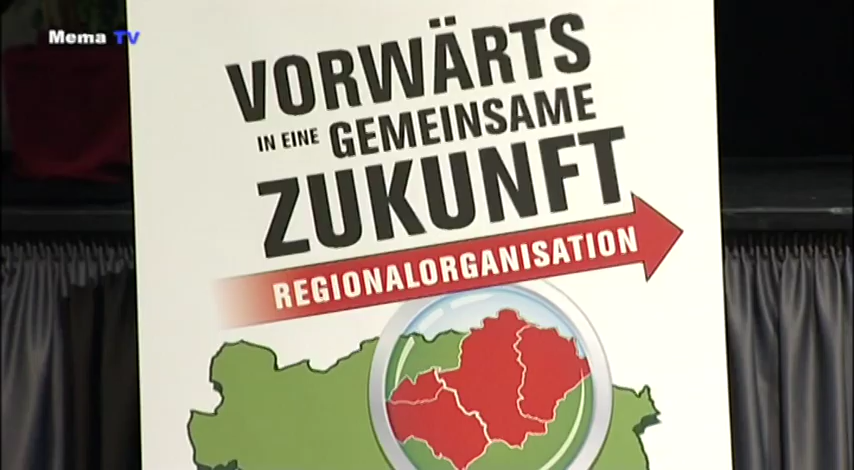 Mema TV
VORWÄRTS
IN EINE GEMEINSAME
ZUKUNFT
REGIONALORGANISATION